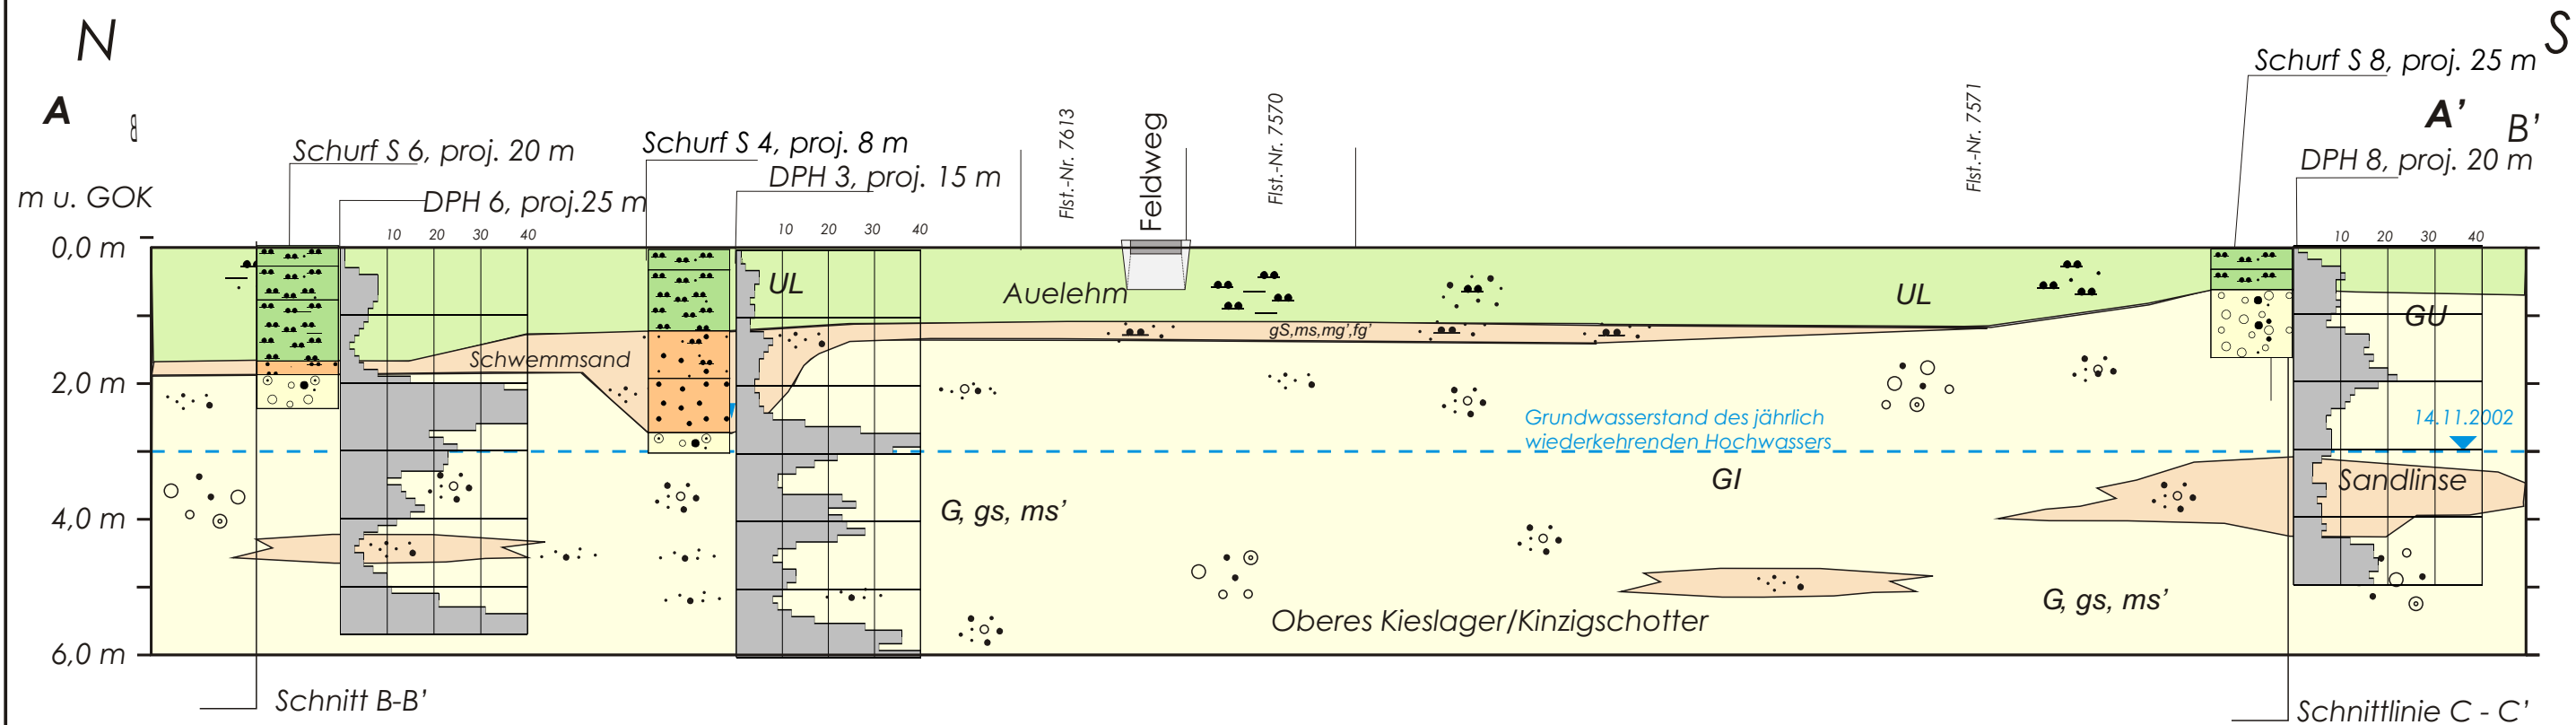 N
S
Schurf S 8, proj. 25 m
A
B
A’
B’
Flst.-Nr. 7613
Feldweg
Flst.-Nr. 7570
Flst.-Nr. 7571
Schurf S 6, proj. 20 m
Schurf S 4, proj. 8 m
DPH 3, proj. 15 m
DPH 8, proj. 20 m
m u. GOK
DPH 6, proj.25 m
10 20 30 40
10 20 30 40
10 20 30 40
0,0 m
UL
Auelehm
UL
GU
gS,ms,mg’,fg’
Schwemmsand
2,0 m
Grundwasserstand des jährlich
wiederkehrenden Hochwassers
14.11.2002
GI
Sandlinse
4,0 m
G, gs, ms’
G, gs, ms’
Oberes Kieslager/Kinzigschotter
6,0 m
Schnitt B-B’
Schnittlinie C - C’